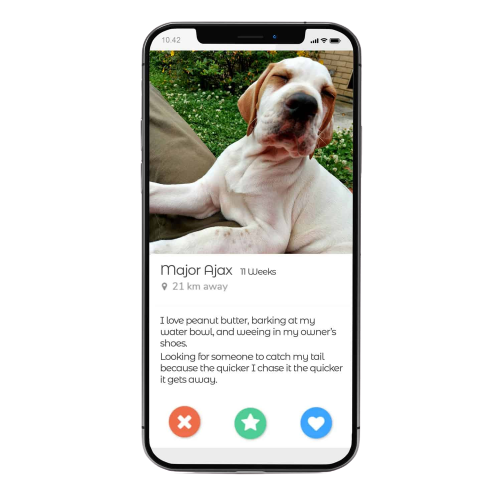 10.42
Major Ajax 11 Weeks
21 km away
I love peanut butter, barking at my
water bowl, and weeing in my owner's
shoes.
Looking for someone to catch my tail
because the quicker I chase it the quicker
it gets away.